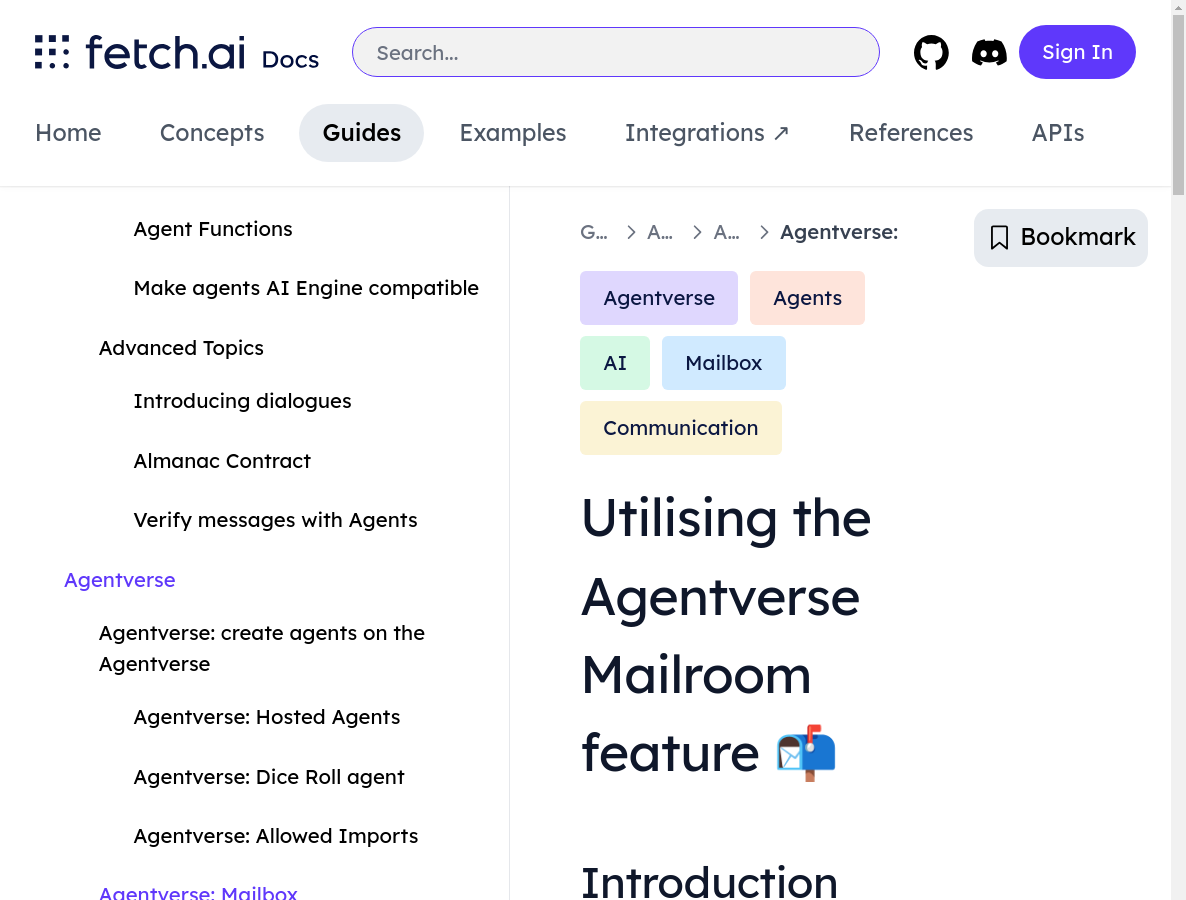 fetch.ai Docs
Search...
Sign In
Home
Concepts
Guides
Examples
Integrations ↗
References
APIs
Agent Functions
Make agents AI Engine compatible
Advanced Topics
Introducing dialogues
Almanac Contract
Verify messages with Agents
Agentverse
Agentverse: create agents on the
Agentverse
Agentverse: Hosted Agents
Agentverse: Dice Roll agent
Agentverse: Allowed Imports
Agentverse: Mailbox
G... > A... > A... > Agentverse:
Bookmark
Agentverse
Agents
AI
Mailbox
Communication
Utilising the
Agentverse
Mailroom
feature 📬
Introduction